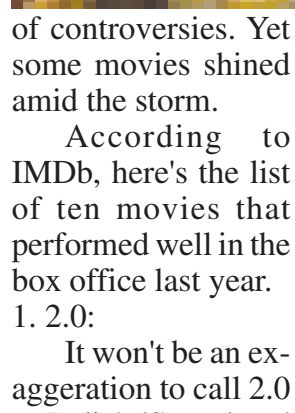 of controversies. Yet
some movies shined
amid the storm.
According to
IMDb, here's the list
of ten movies that
performed well in the
box office last year.
1. 2.0:
It won't be an ex-
aggeration to call 2.0